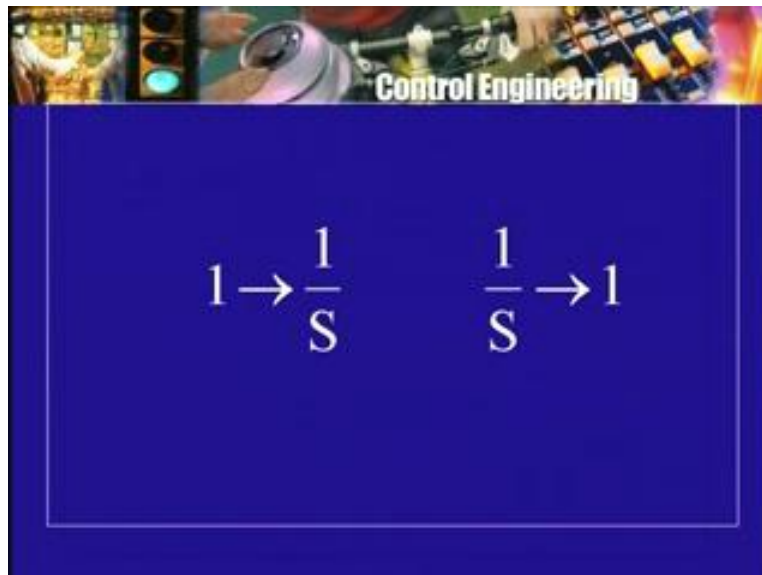 Control Engineering
1→1/S 1/S→1